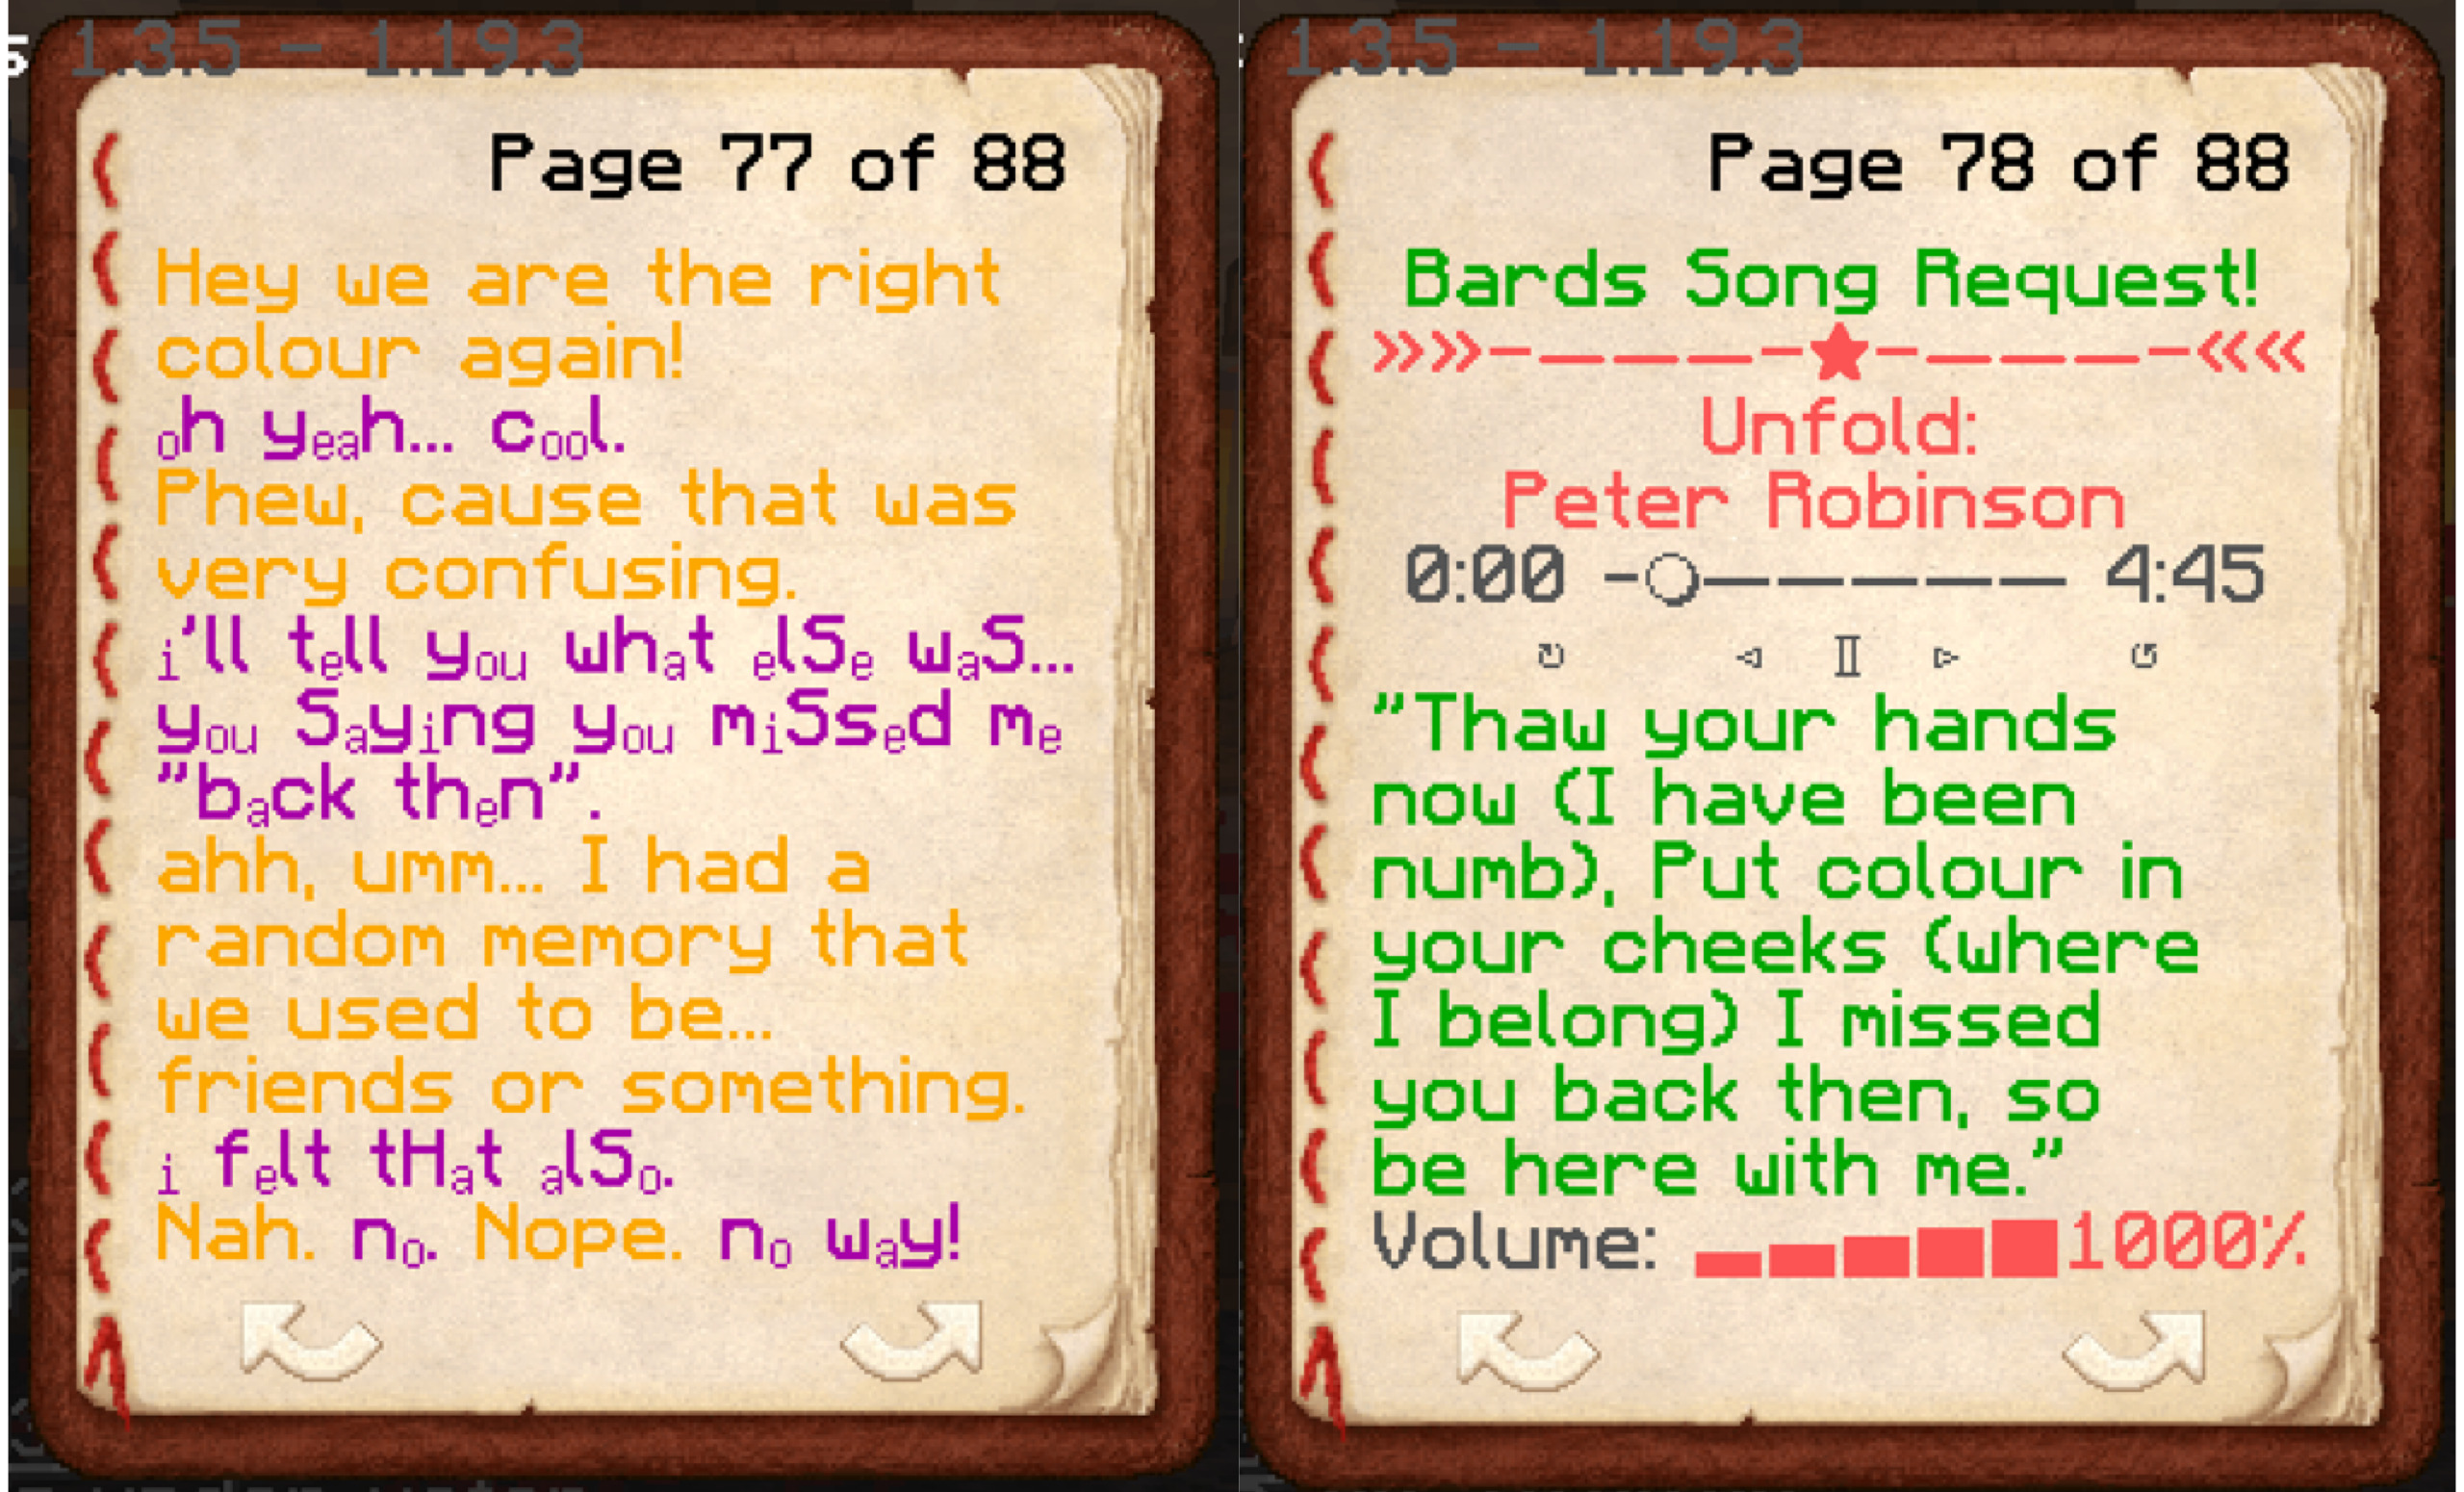 1.3.5 - 1.19.3
Page 77 of 88
Hey we are the right
colour again!
oh yeah... cool.
Phew, cause that was
very confusing.
i'll tell you what elSe waS...
you Saying you miSsed me
"back then".
ahh, umm... I had a
random memory that
we used to be...
friends or something.
i felt tHat alSo.
Nah. no. Nope. no way!
1.3.5 - 1.19.3
Page 78 of 88
Bards Song Request!
»»-———-★-———-««
Unfold:
Peter Robinson
0:00 -○————— 4:45
↻ ◅ II ▻ ↺
"Thaw your hands
now (I have been
numb), Put colour in
your cheeks (where
I belong) I missed
you back then, so
be here with me."
Volume: ▂▃▄▅▆1000%